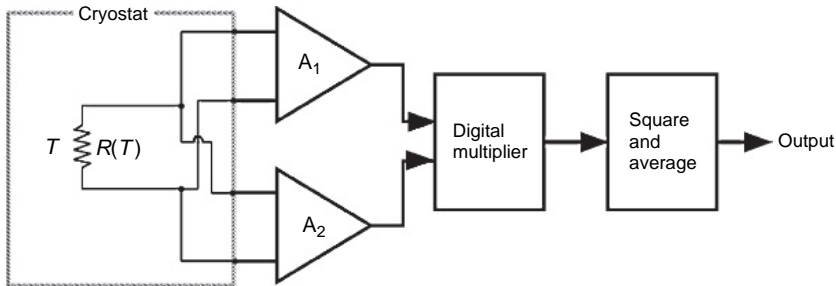 Cryostat
A1
T
R(T)
Digital
multiplier
Square
and
average
Output
A2